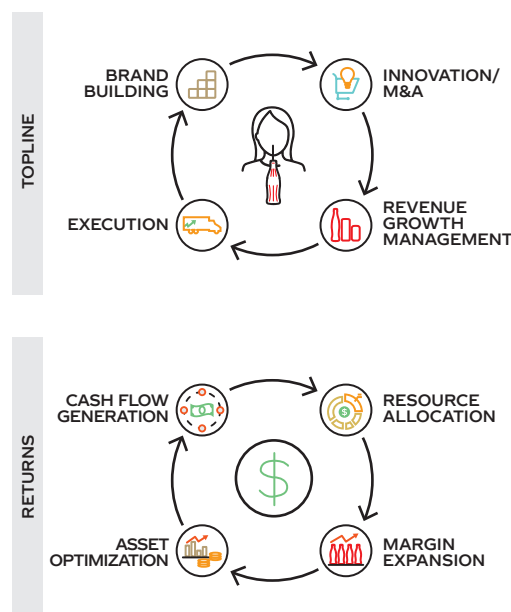 TOPLINE
BRAND
BUILDING
INNOVATION/
M&A
EXECUTION
REVENUE
GROWTH
MANAGEMENT
RETURNS
CASH FLOW
GENERATION
RESOURCE
ALLOCATION
ASSET
OPTIMIZATION
MARGIN
EXPANSION